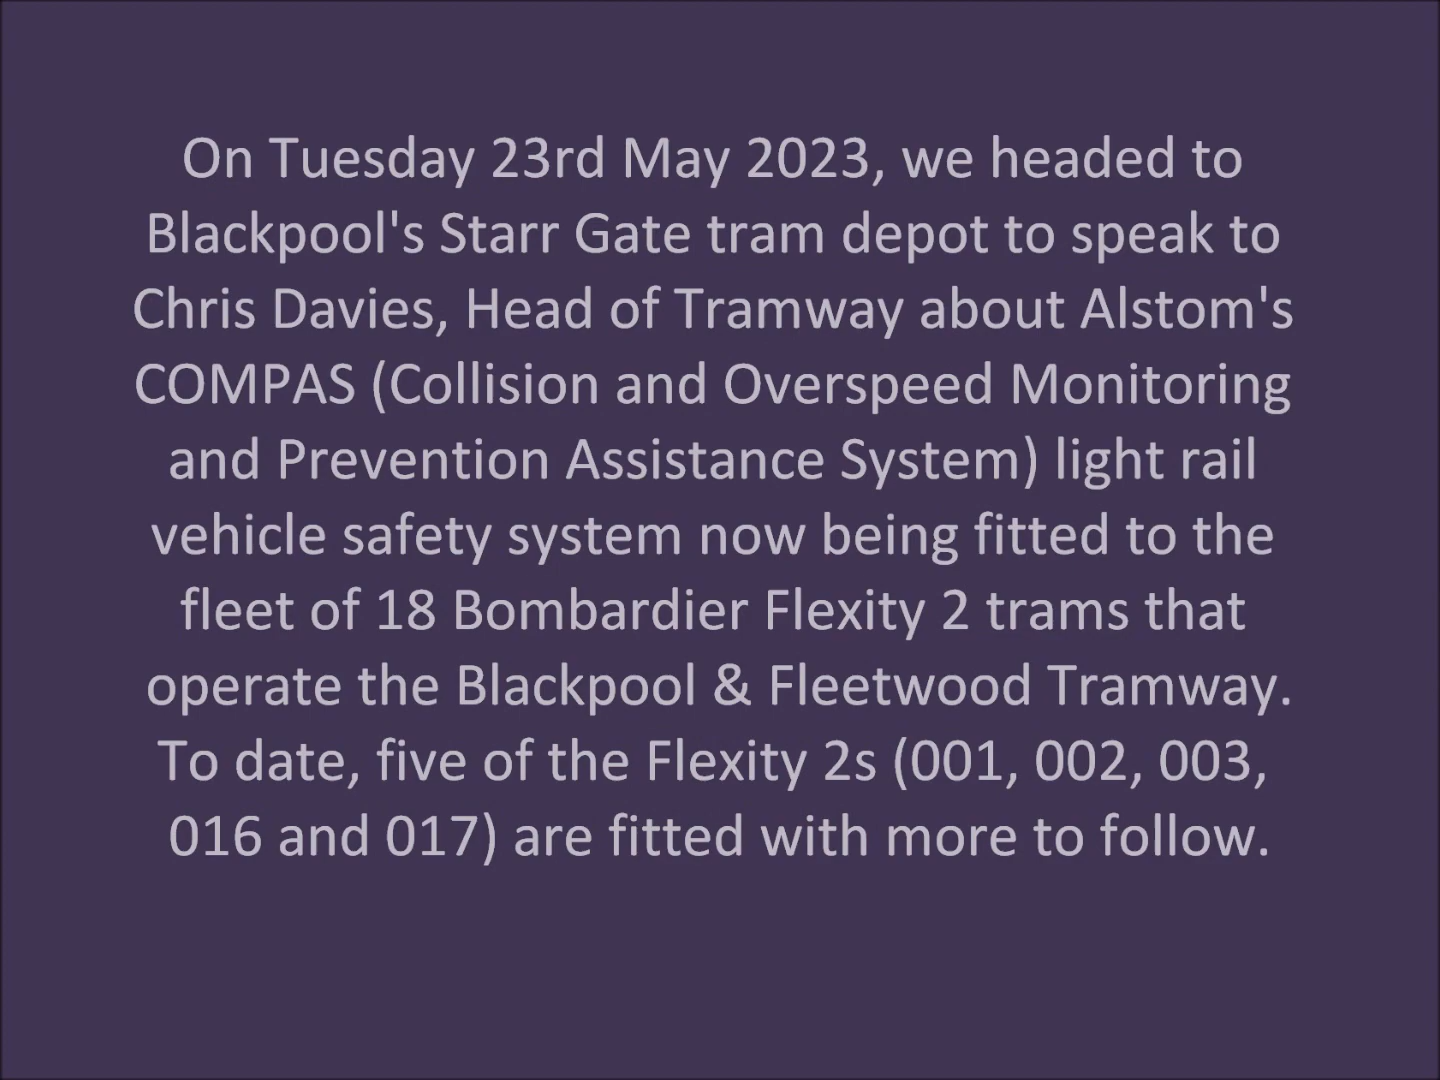 On Tuesday 23rd May 2023, we headed to
Blackpool's Starr Gate tram depot to speak to
Chris Davies, Head of Tramway about Alstom's
COMPAS (Collision and Overspeed Monitoring
and Prevention Assistance System) light rail
vehicle safety system now being fitted to the
fleet of 18 Bombardier Flexity 2 trams that
operate the Blackpool & Fleetwood Tramway.
To date, five of the Flexity 2s (001, 002, 003,
016 and 017) are fitted with more to follow.